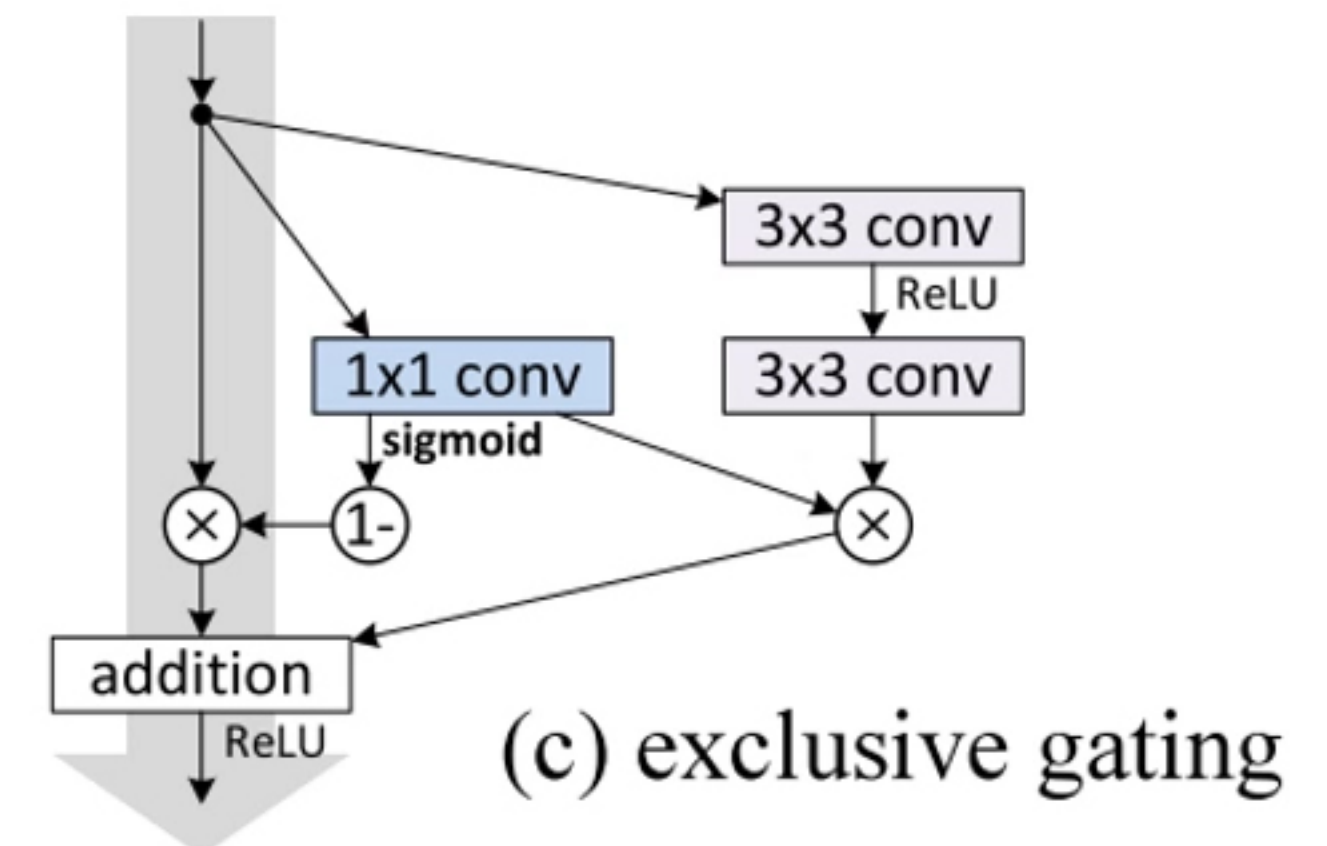 3x3 conv
ReLU
1x1 conv
3x3 conv
sigmoid
×
1-
×
addition
ReLU
(c) exclusive gating